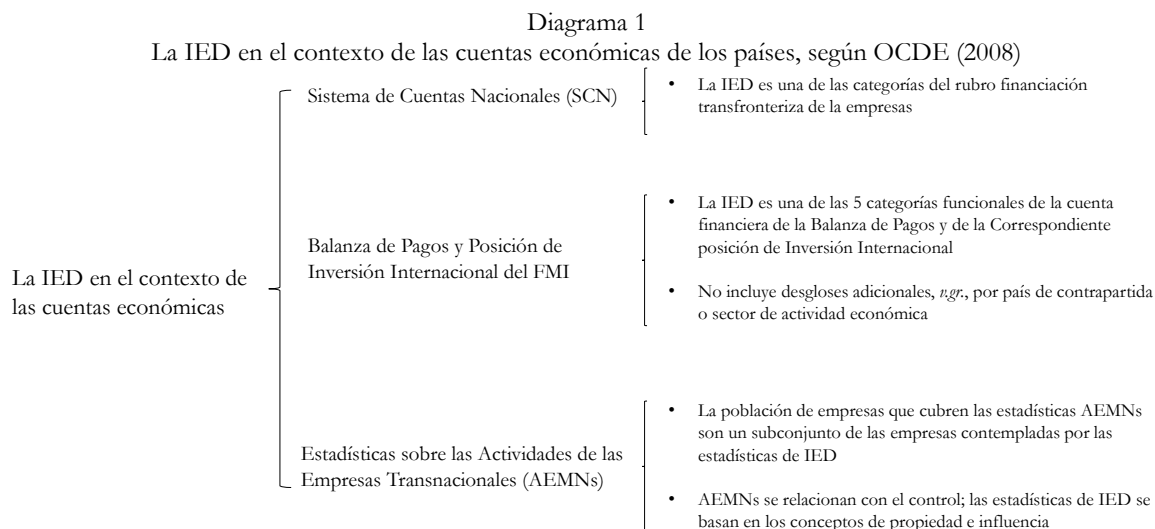 Diagrama 1
La IED en el contexto de las cuentas económicas de los países, según OCDE (2008)
Sistema de Cuentas Nacionales (SCN)
• La IED es una de las categorías del rubro financiación
transfronteriza de la empresas
La IED en el contexto de
las cuentas económicas
Balanza de Pagos y Posición de
Inversión Internacional del FMI
• La IED es una de las 5 categorías funcionales de la cuenta
financiera de la Balanza de Pagos y de la Correspondiente
posición de Inversión Internacional
• No incluye desgloses adicionales, v.gr., por país de contrapartida
o sector de actividad económica
Estadísticas sobre las Actividades de las
Empresas Transnacionales (AEMNs)
• La población de empresas que cubren las estadísticas AEMNs
son un subconjunto de las empresas contempladas por las
estadísticas de IED
• AEMNs se relacionan con el control; las estadísticas de IED se
basan en los conceptos de propiedad e influencia